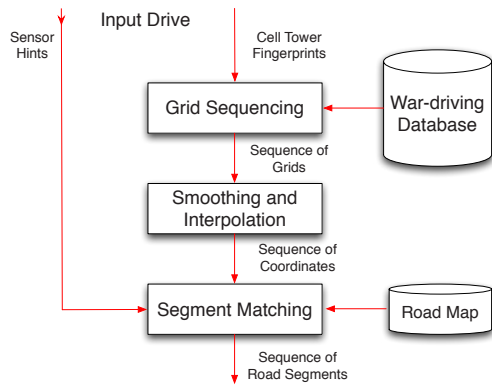 Input Drive
Sensor
Hints
Cell Tower
Fingerprints
Grid Sequencing
War-driving
Database
Sequence of
Grids
Smoothing and
Interpolation
Sequence of
Coordinates
Segment Matching
Road Map
Sequence of
Road Segments